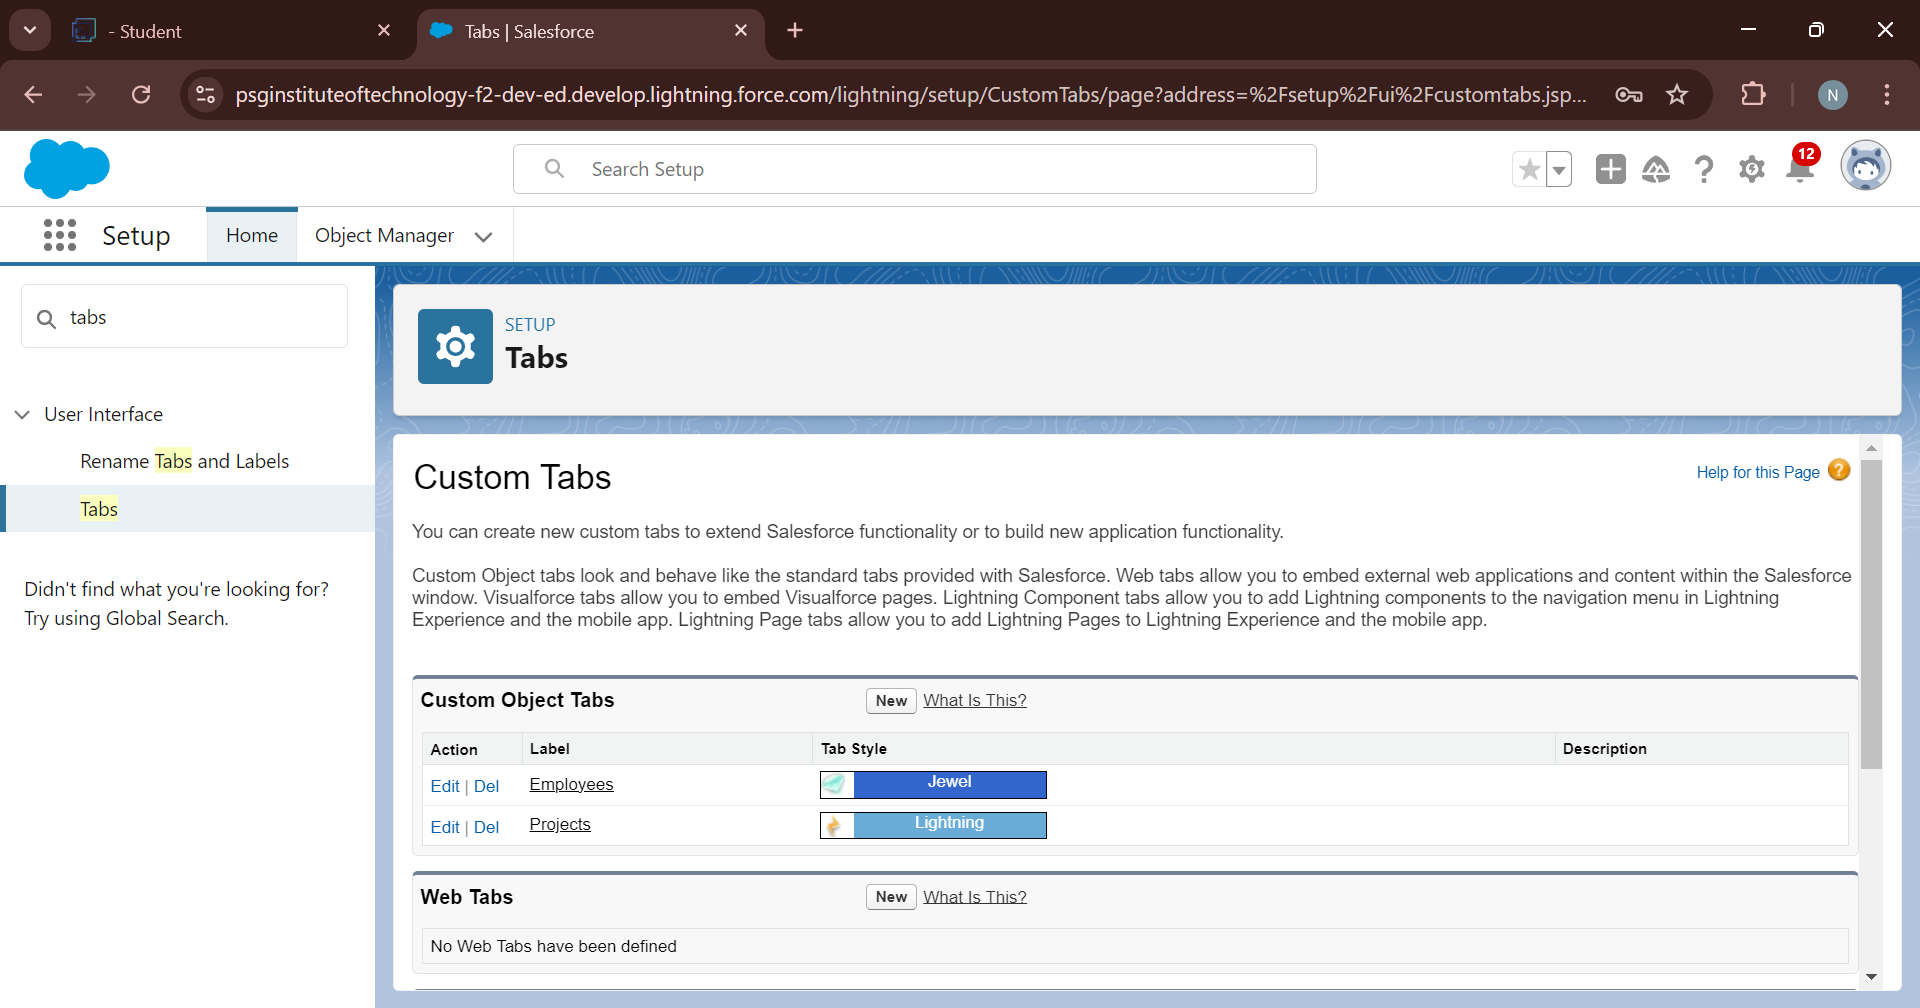 - Student
Tabs | Salesforce
psginstituteoftechnology-f2-dev-ed.develop.lightning.force.com/lightning/setup/CustomTabs/page?address=%2Fsetup%2Fui%2Fcustomtabs.jsp...
N
Search Setup
12
Setup
Home
Object Manager
tabs
SETUP
Tabs
User Interface
Rename Tabs and Labels
Tabs
Didn't find what you're looking for?
Try using Global Search.
Custom Tabs
Help for this Page ?
You can create new custom tabs to extend Salesforce functionality or to build new application functionality.
Custom Object tabs look and behave like the standard tabs provided with Salesforce. Web tabs allow you to embed external web applications and content within the Salesforce
window. Visualforce tabs allow you to embed Visualforce pages. Lightning Component tabs allow you to add Lightning components to the navigation menu in Lightning
Experience and the mobile app. Lightning Page tabs allow you to add Lightning Pages to Lightning Experience and the mobile app.
Custom Object Tabs
New
What Is This?
Action Label Tab Style Description
Edit | Del Employees Jewel
Edit | Del Projects Lightning
Web Tabs
New
What Is This?
No Web Tabs have been defined